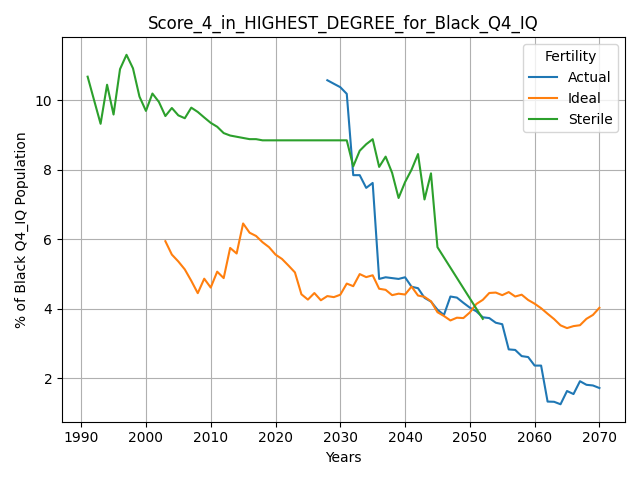 Score_4_in_HIGHEST_DEGREE_for_Black_Q4_IQ
Fertility
Actual
Ideal
Sterile
% of Black Q4_IQ Population
10
8
6
4
2
1990 2000 2010 2020 2030 2040 2050 2060 2070
Years